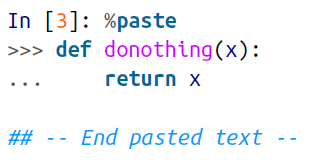 In [3]: %paste
>>> def donothing(x):
...     return x
## -- End pasted text --